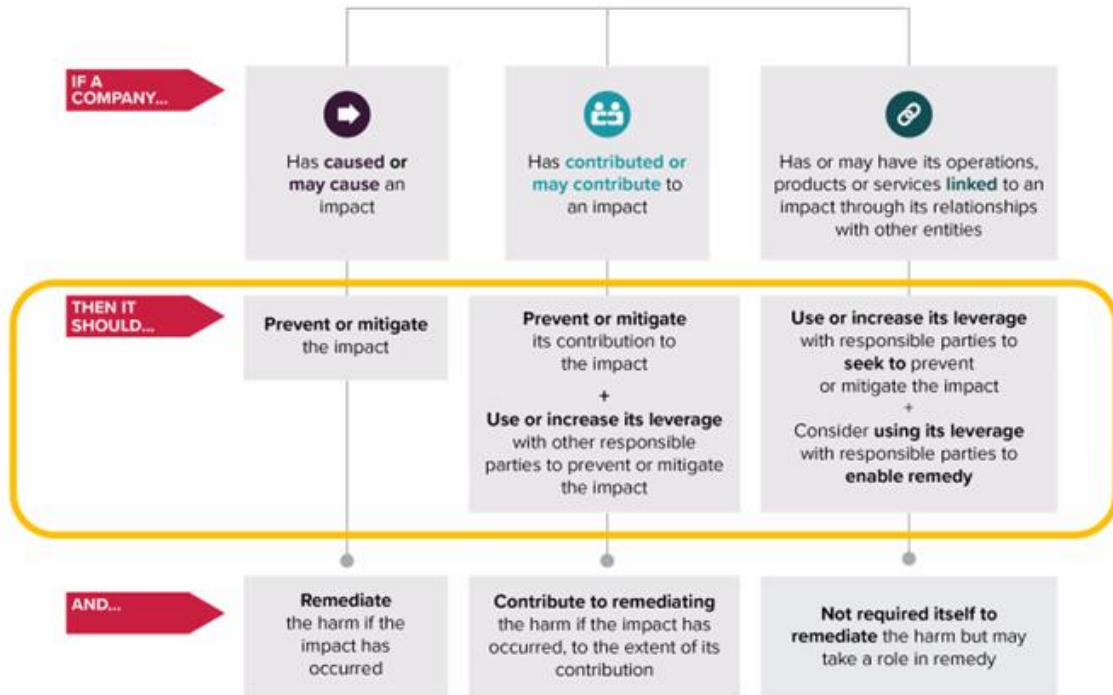 IF A
COMPANY...
Has caused or
may cause an
impact
Has contributed or
may contribute to
an impact
Has or may have its operations,
products or services linked to an
impact through its relationships
with other entities
THEN IT
SHOULD...
Prevent or mitigate
the impact
Prevent or mitigate
its contribution to
the impact
+
Use or increase its leverage
with other responsible
parties to prevent or mitigate
the impact
Use or increase its leverage
with responsible parties to
seek to prevent
or mitigate the impact
+
Consider using its leverage
with responsible parties to
enable remedy
AND...
Remediate
the harm if the
impact has
occurred
Contribute to remediating
the harm if the impact has
occurred, to the extent of its
contribution
Not required itself to
remediate the harm but may
take a role in remedy